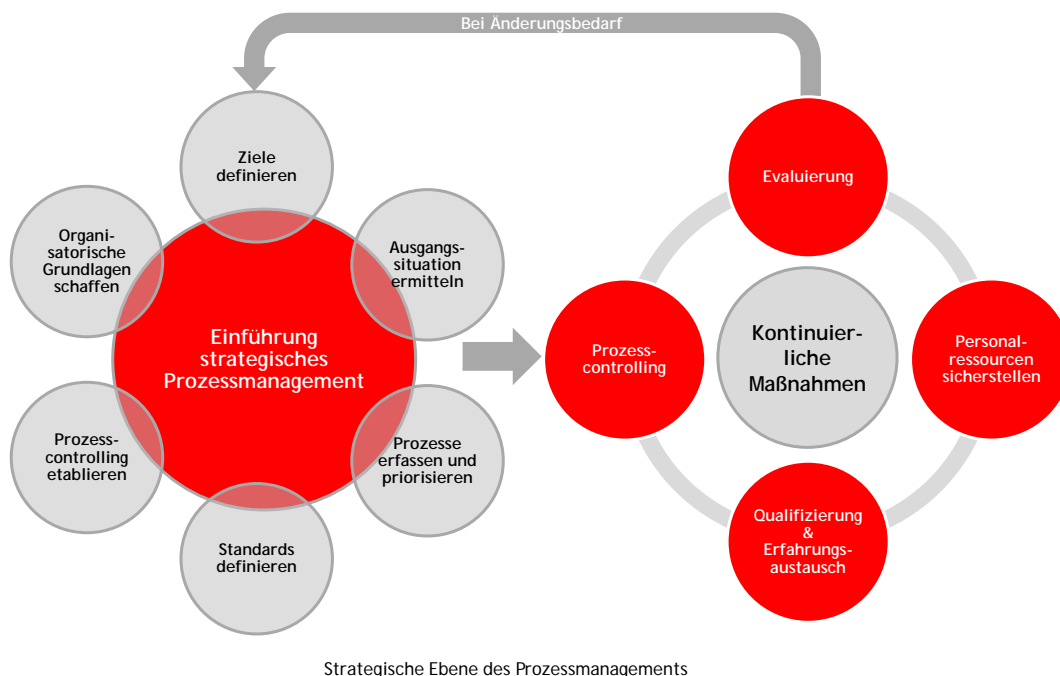 Bei Änderungsbedarf
Ziele
definieren
Organi-
satorische
Grundlagen
schaffen
Ausgangs-
situation
ermitteln
Einführung
strategisches
Prozessmanagement
Prozess-
controlling
etablieren
Prozesse
erfassen und
priorisieren
Standards
definieren
Evaluierung
Prozess-
controlling
Kontinuier-
liche
Maßnahmen
Personal-
ressourcen
sicherstellen
Qualifizierung
&
Erfahrungs-
austausch
Strategische Ebene des Prozessmanagements